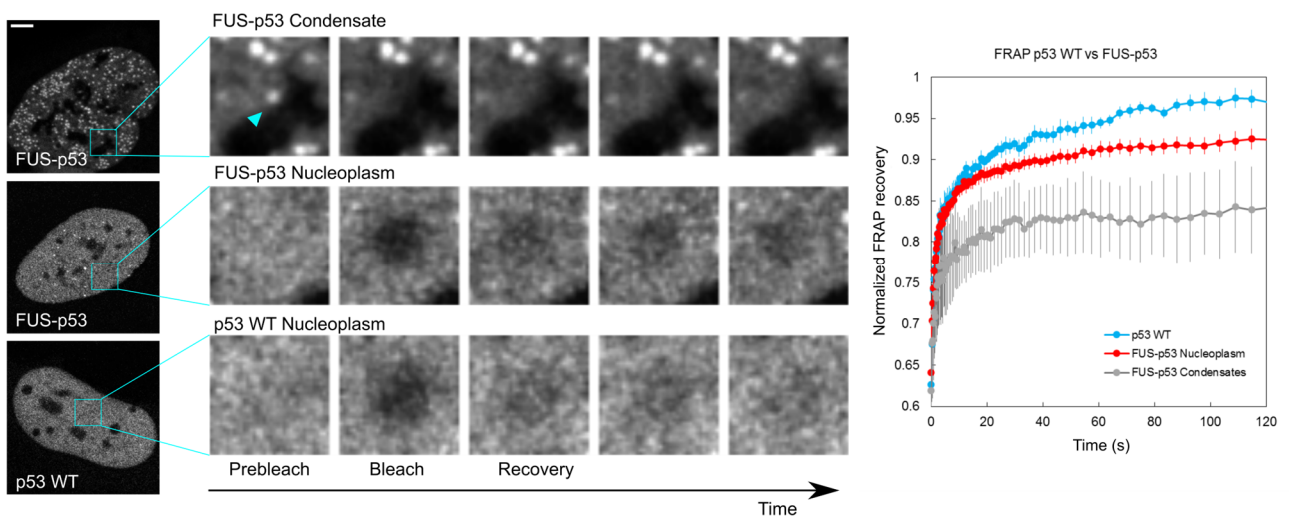 FUS-p53 Condensate
FUS-p53
FUS-p53 Nucleoplasm
FUS-p53
p53 WT Nucleoplasm
p53 WT
Prebleach Bleach Recovery
Time
FRAP p53 WT vs FUS-p53
Normalized FRAP recovery
1
0.95
0.9
0.85
0.8
0.75
0.7
0.65
0.6
p53 WT
FUS-p53 Nucleoplasm
FUS-p53 Condensates
0 20 40 60 80 100 120
Time (s)